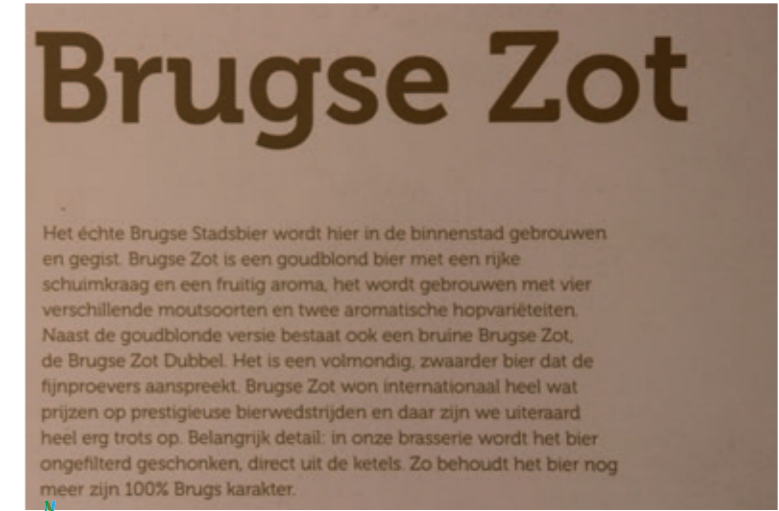 Brugse Zot
Het échte Brugse Stadsbier wordt hier in de binnenstad gebrouwen
en gegist. Brugse Zot is een goudblond bier met een rijke
schuimkraag en een fruitig aroma, het wordt gebrouwen met vier
verschillende moutsoorten en twee aromatische hopvariëteiten.
Naast de goudblonde versie bestaat ook een bruine Brugse Zot,
de Brugse Zot Dubbel. Het is een volmondig, zwaarder bier dat de
fijnproevers aanspreekt. Brugse Zot won internationaal heel wat
prijzen op prestigieuse bierwedstrijden en daar zijn we uiteraard
heel erg trots op. Belangrijk detail: in onze brasserie wordt het bier
ongefilterd geschonken, direct uit de ketels. Zo behoudt het bier nog
meer zijn 100% Brugs karakter.
N